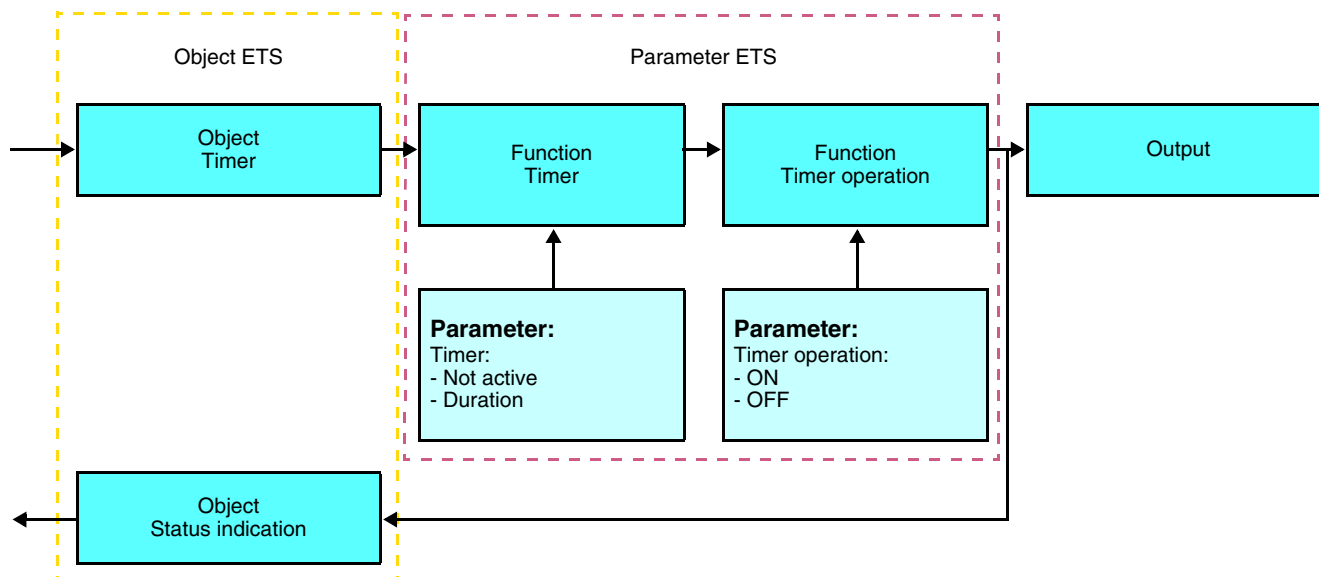 Object ETS
Parameter ETS
Object
Timer
Function
Timer
Function
Timer operation
Output
Parameter:
Timer:
- Not active
- Duration
Parameter:
Timer operation:
- ON
- OFF
Object
Status indication